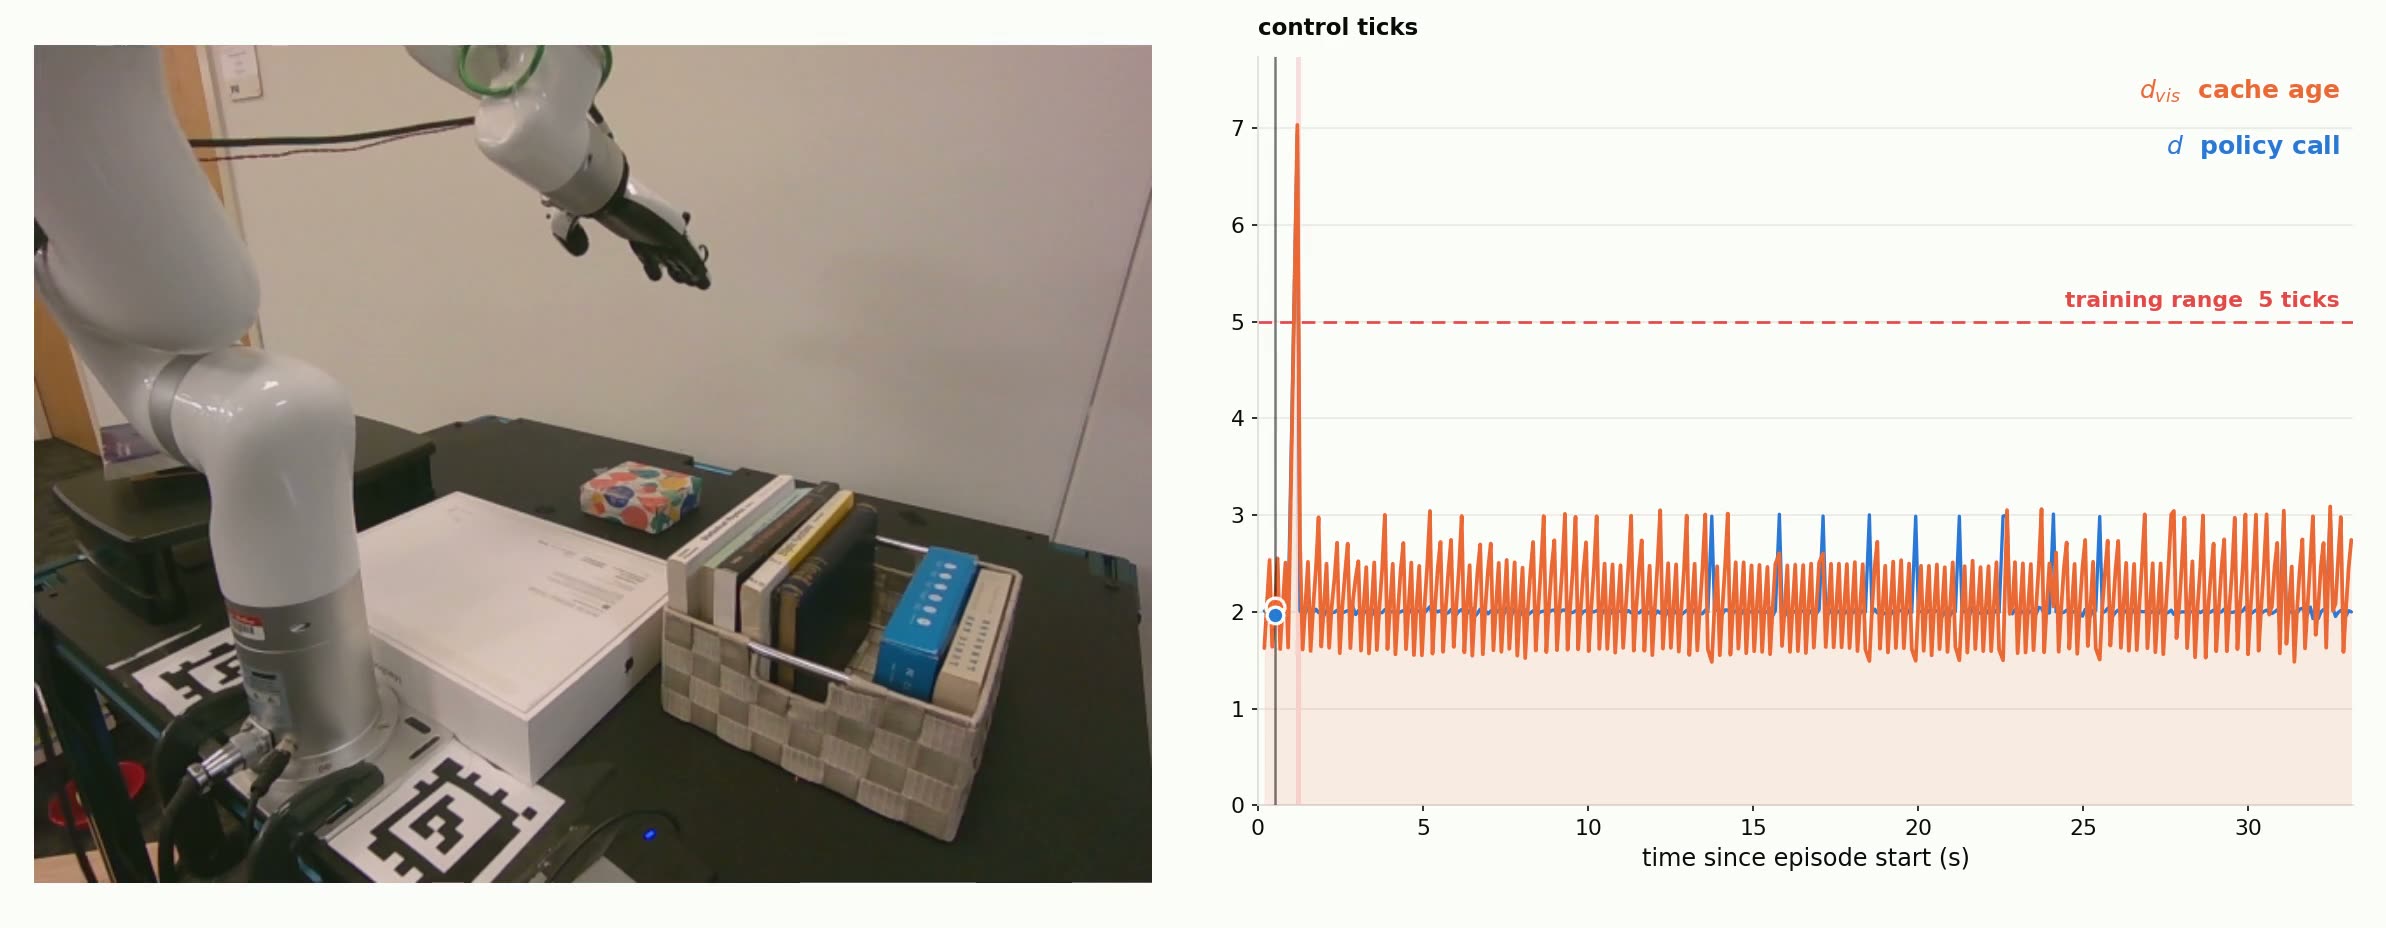 control ticks
d_vis cache age
d policy call
7
6
training range 5 ticks
5
4
3
2
1
0
0 5 10 15 20 25 30
time since episode start (s)